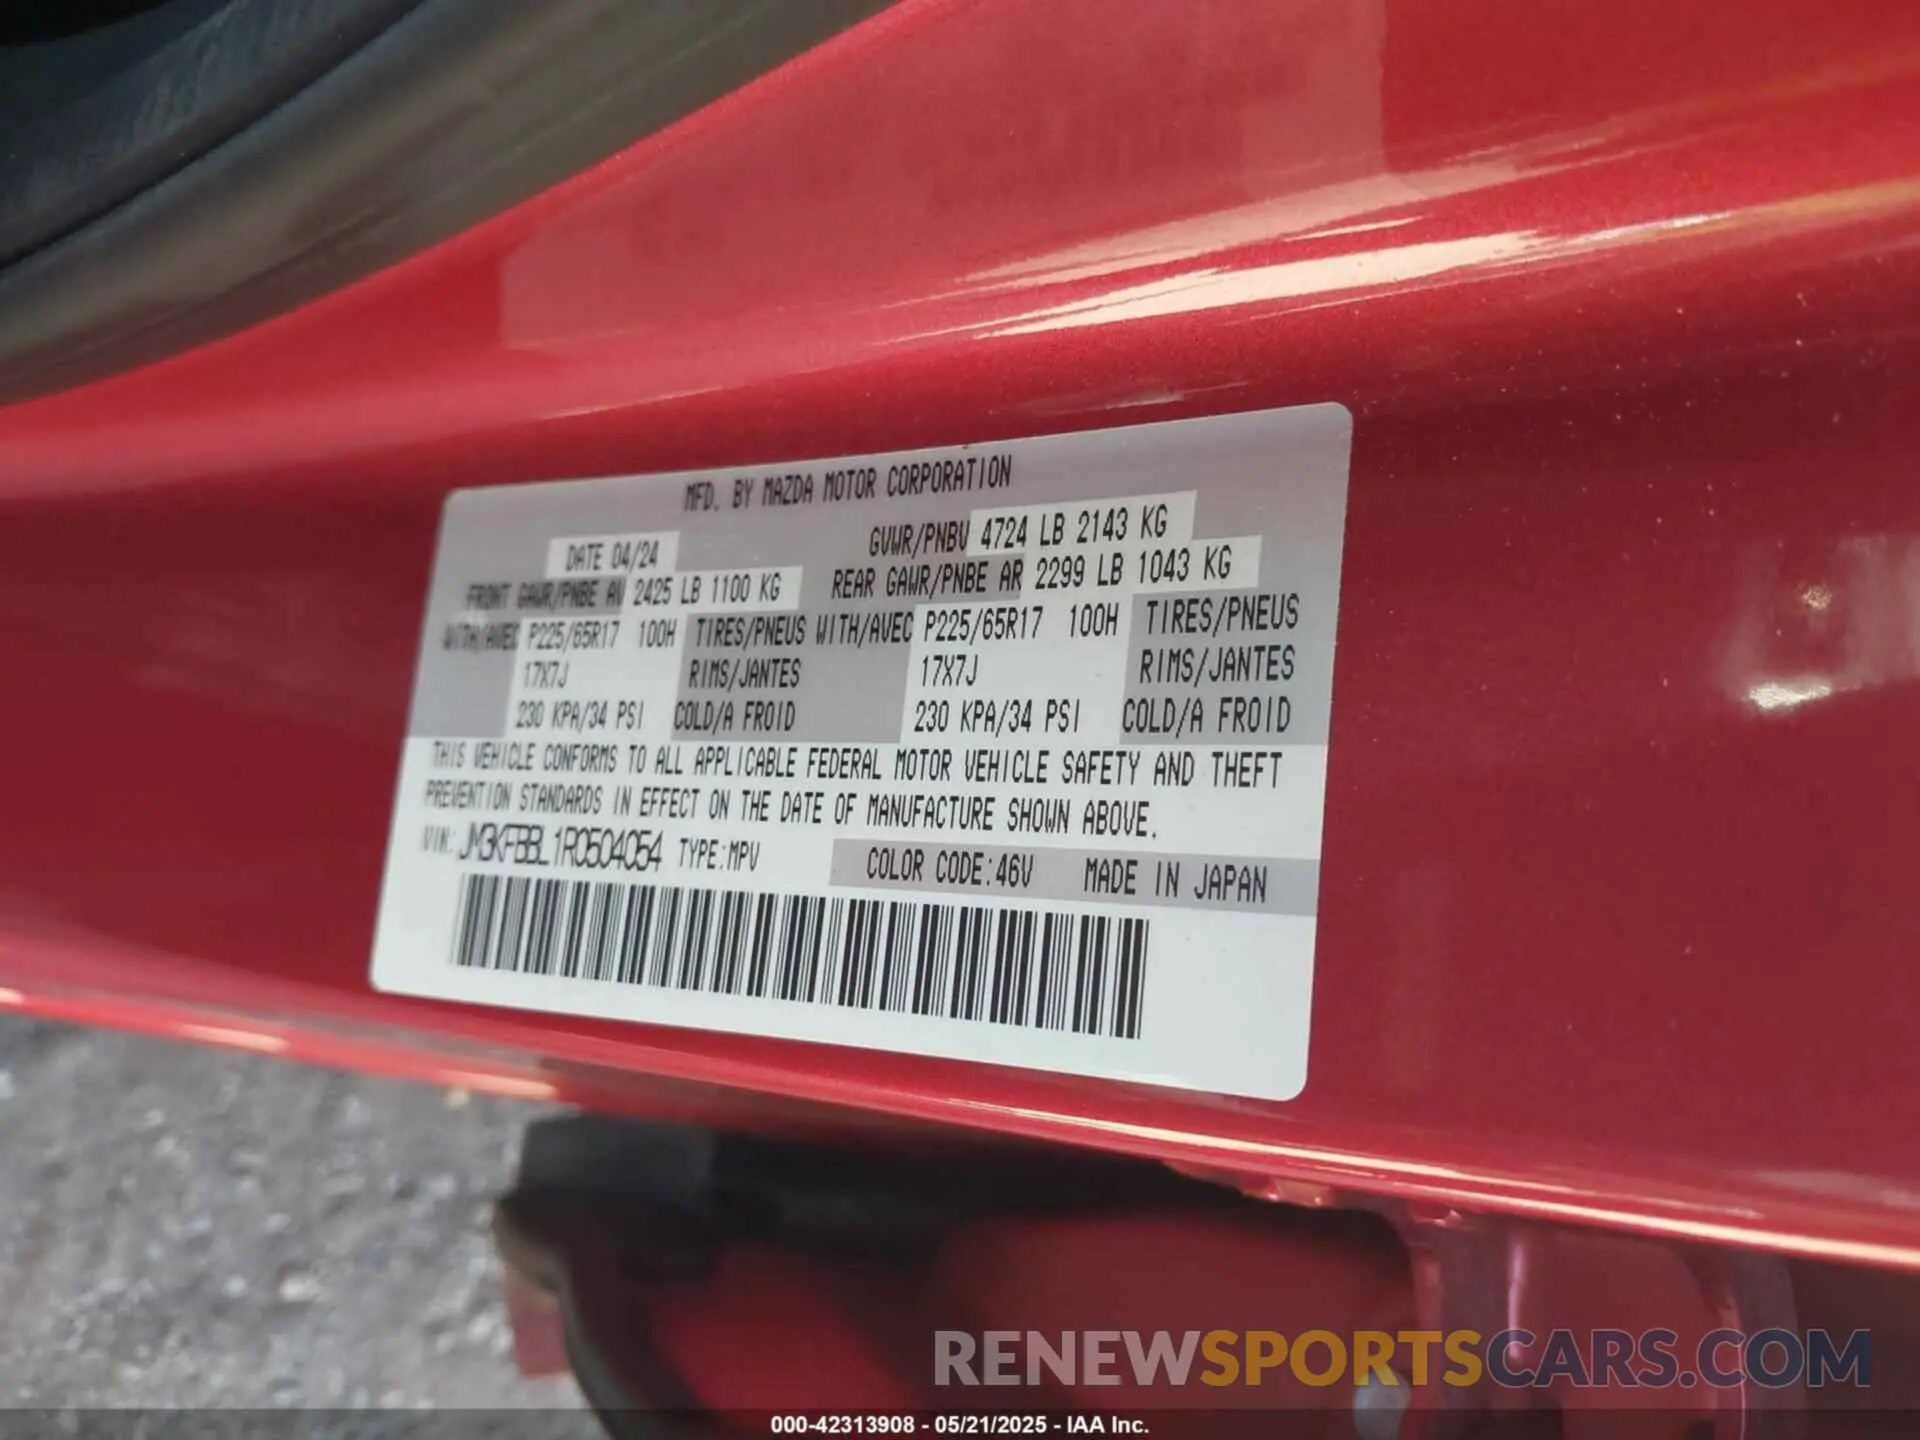 MFD. BY MAZDA MOTOR CORPORATION
DATE 04/24 GVWR/PNBV 4724 LB 2143 KG
FRONT GAWR/PNBE AV 2425 LB 1100 KG REAR GAWR/PNBE AR 2299 LB 1043 KG
WITH/AVEC P225/65R17 100H TIRES/PNEUS WITH/AVEC P225/65R17 100H TIRES/PNEUS
17X7J RIMS/JANTES 17X7J RIMS/JANTES
230 KPA/34 PSI COLD/A FROID 230 KPA/34 PSI COLD/A FROID
THIS VEHICLE CONFORMS TO ALL APPLICABLE FEDERAL MOTOR VEHICLE SAFETY AND THEFT
PREVENTION STANDARDS IN EFFECT ON THE DATE OF MANUFACTURE SHOWN ABOVE.
VIN: JM3KFBBL1R0504054 TYPE:MPV COLOR CODE:46V MADE IN JAPAN
RENEWSPORTSCARS.COM
000-42313908 - 05/21/2025 - IAA Inc.